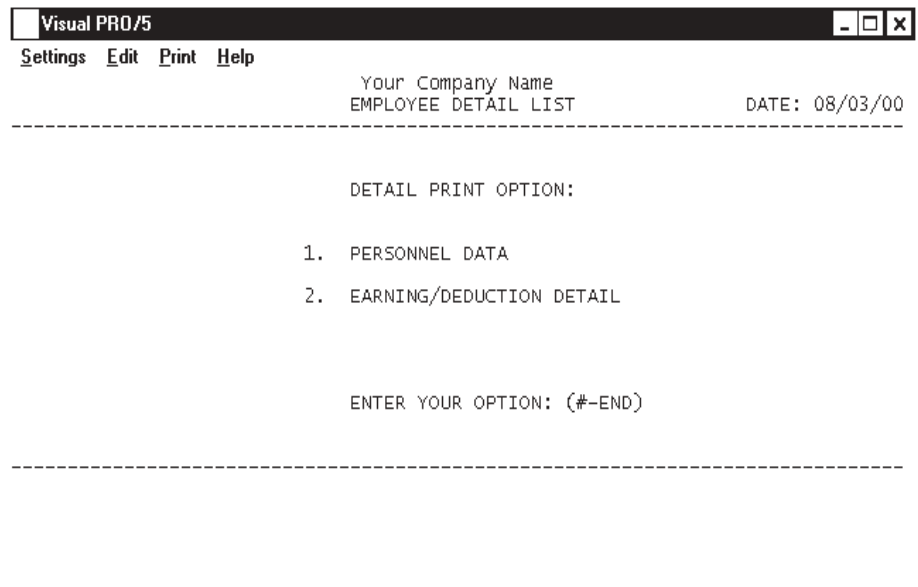 Visual PRO/5
Settings Edit Print Help
Your Company Name
EMPLOYEE DETAIL LIST DATE: 08/03/00
--------------------------------------------------------------------------------
DETAIL PRINT OPTION:
1. PERSONNEL DATA
2. EARNING/DEDUCTION DETAIL
ENTER YOUR OPTION: (#-END)
--------------------------------------------------------------------------------